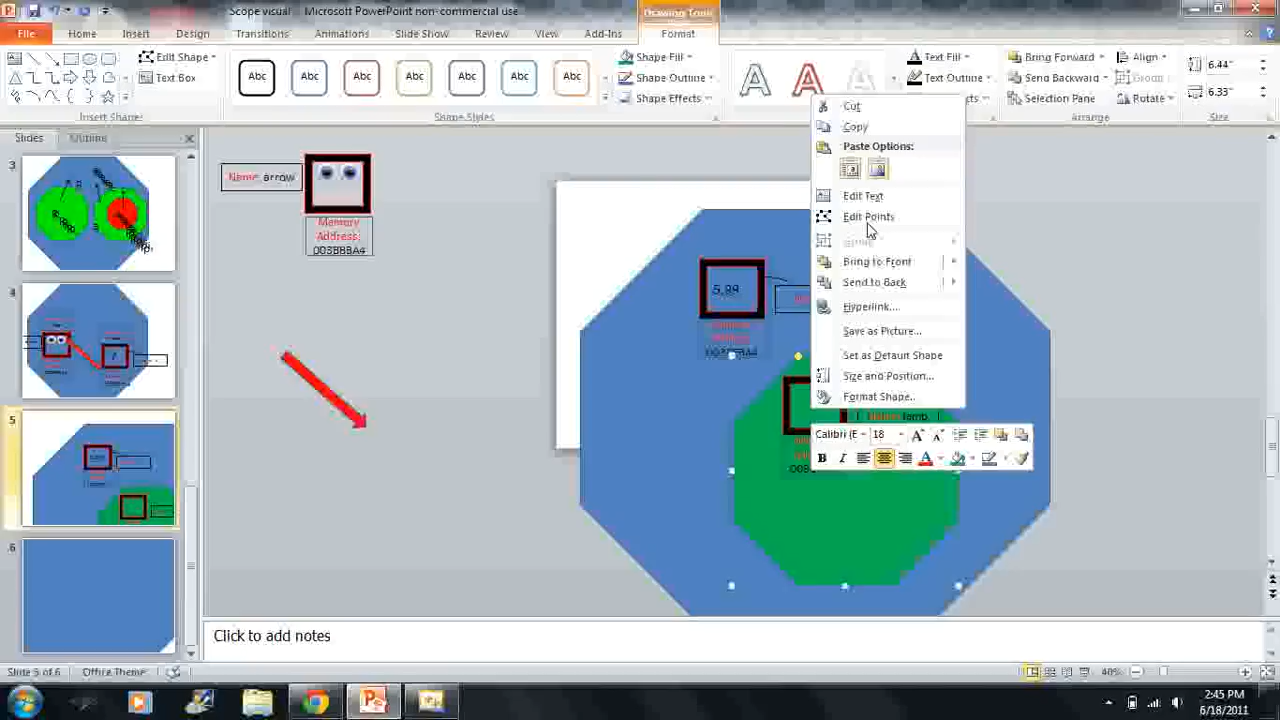 Scope visual - Microsoft PowerPoint non-commercial use
Drawing Tools
File Home Insert Design Transitions Animations Slide Show Review View Add-Ins Format
Edit Shape
Text Box
Insert Shape
Abc Abc Abc Abc Abc Abc Abc
Shape Fill
Shape Outline
Shape Effects
Shape Styles
A A A
Text Fill
Text Outline
Bring Forward
Send Backward
Selection Pane
Align
Group
Rotate
Arrange
6.44"
6.33"
Size
Slides Outline
3
4
5
6
Name: arrow
Memory
Address:
003BBBA4
5.99
Cut
Copy
Paste Options:
Edit Text
Edit Points
Bring to Front
Send to Back
Hyperlink...
Save as Picture...
Set as Default Shape
Size and Position...
Format Shape...
Calibri (E 18 A A
B I A
Click to add notes
Slide 5 of 6 Office Theme
40%
2:45 PM
6/18/2011